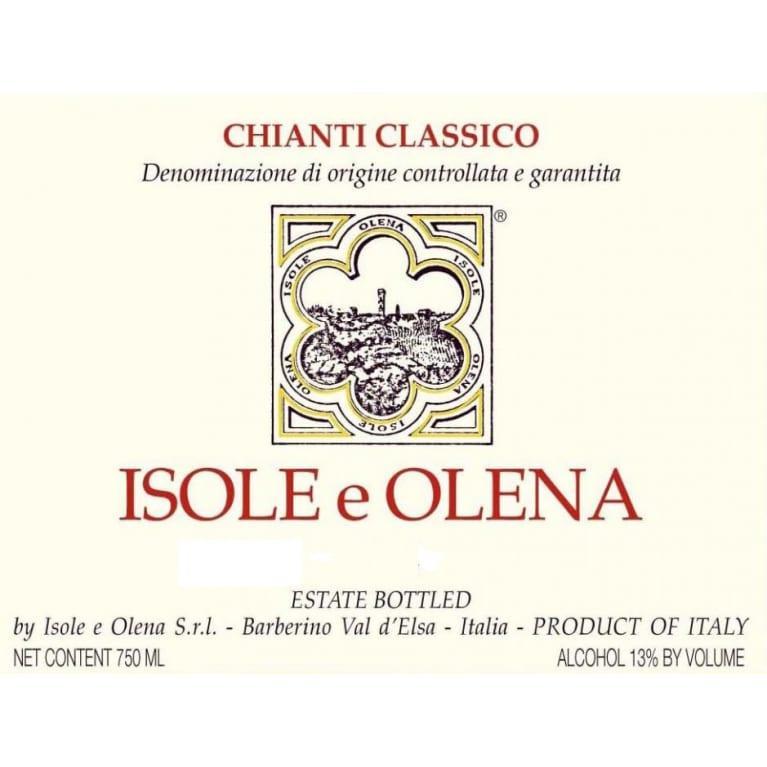 CHIANTI CLASSICO
Denominazione di origine controllata e garantita
®
OLENA
ISOLE
ISOLE
OLENA
OLENA
ISOLE
ISOLE e OLENA
ESTATE BOTTLED
by Isole e Olena S.r.l. - Barberino Val d'Elsa - Italia - PRODUCT OF ITALY
NET CONTENT 750 ML
ALCOHOL 13% BY VOLUME